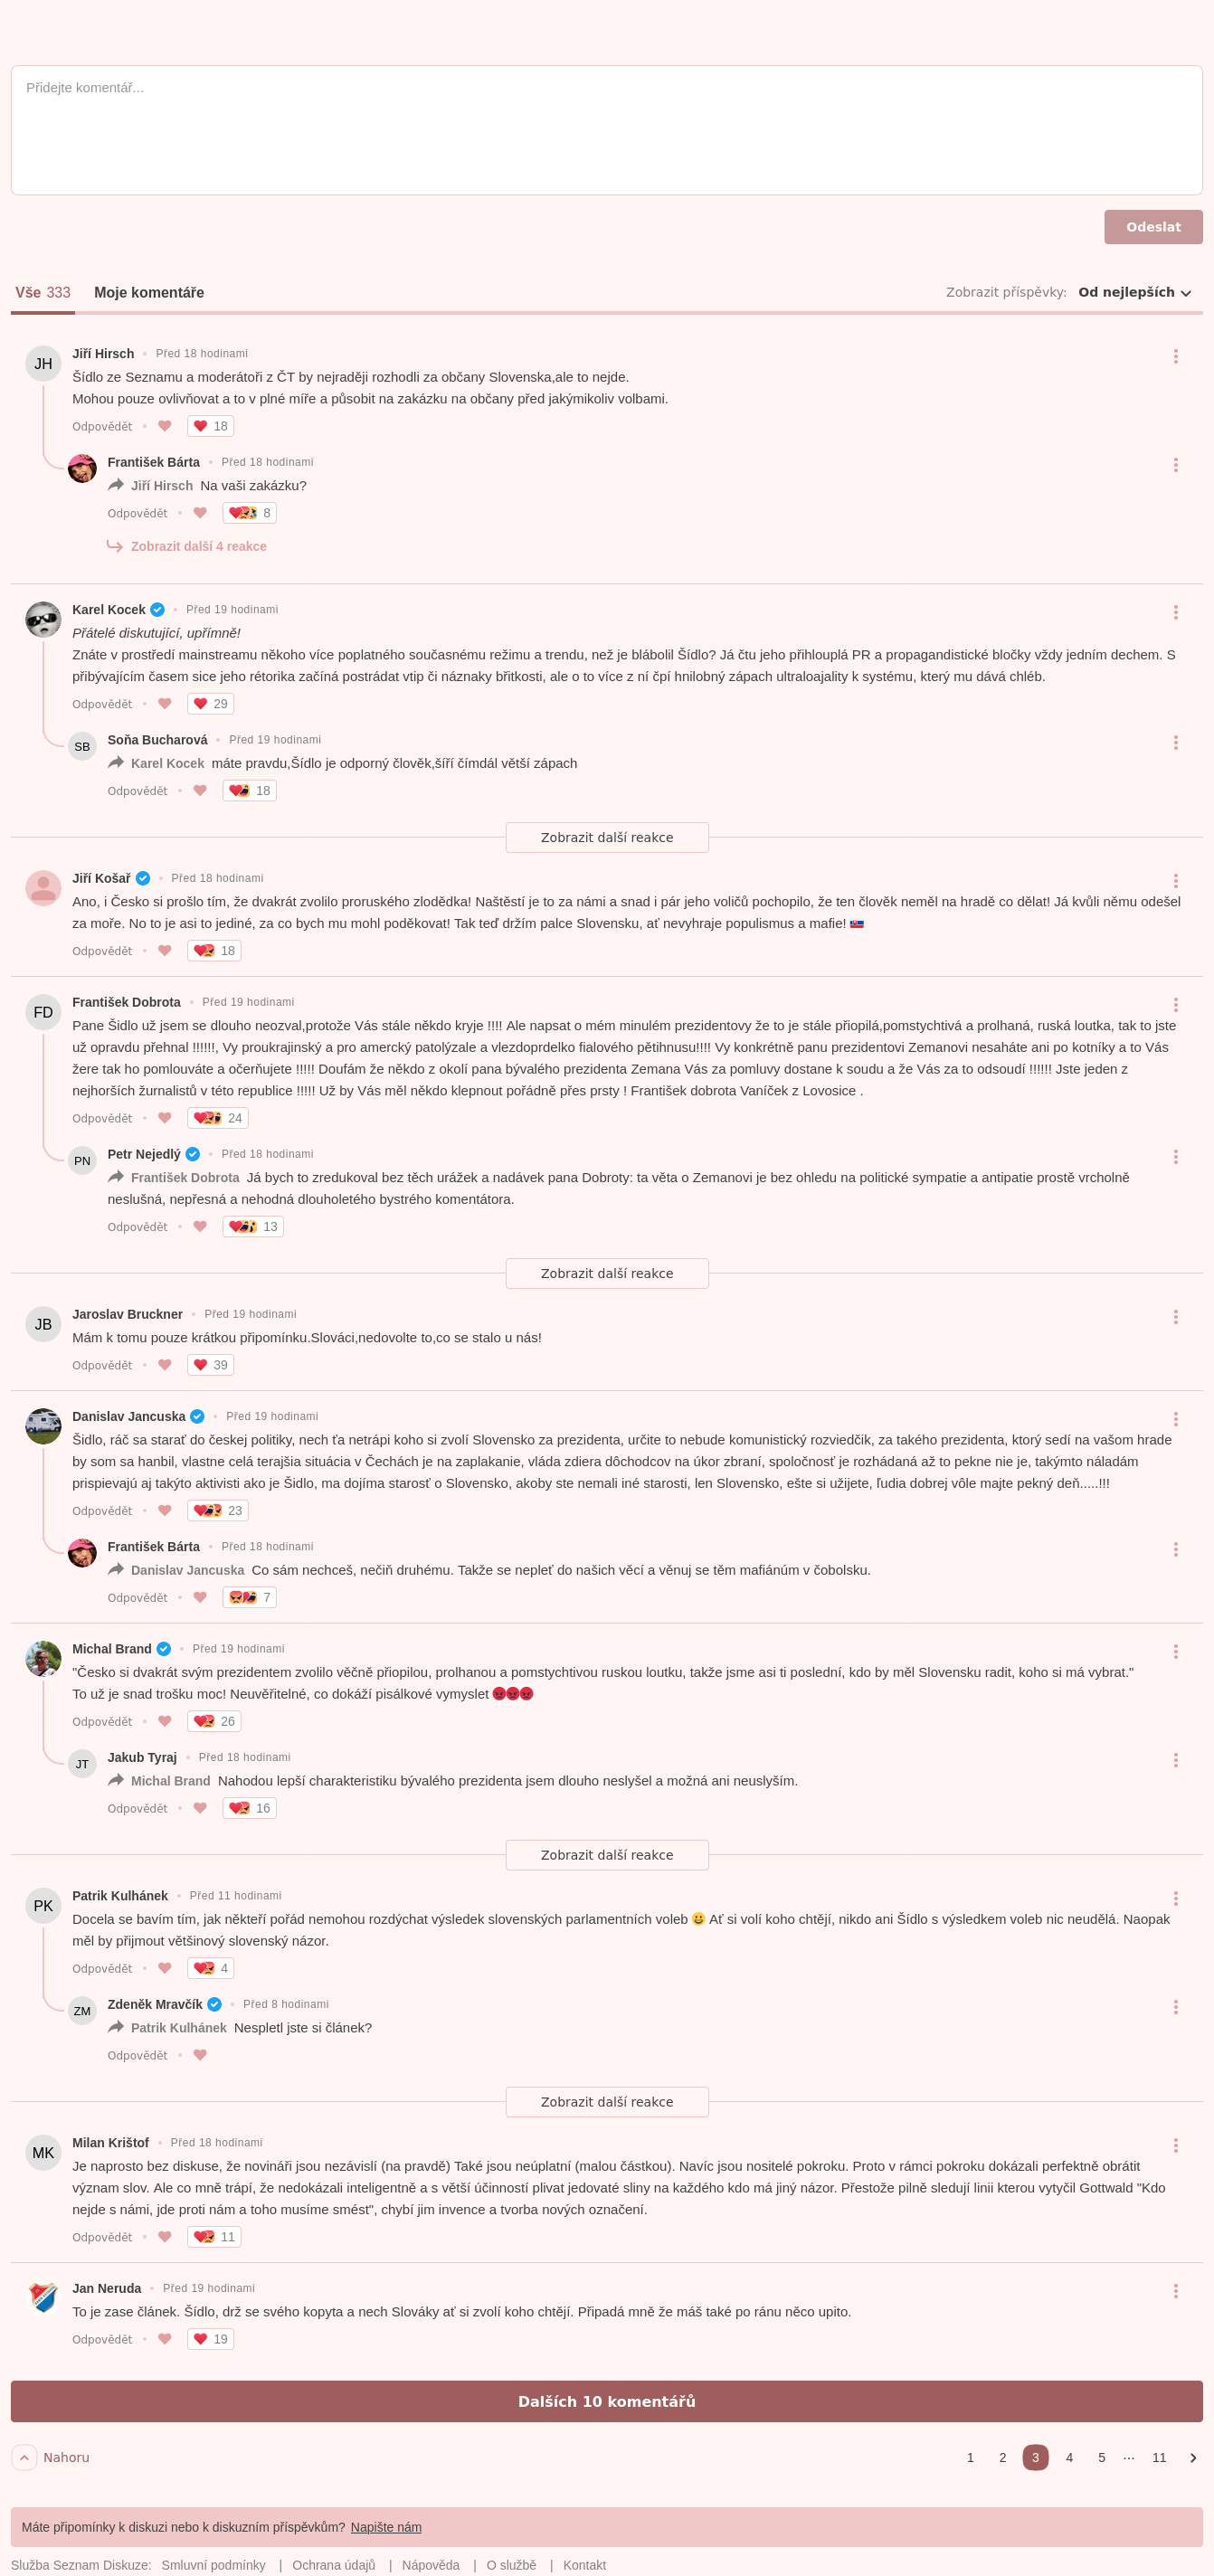 Přidejte komentář...
Odeslat
Vše 333 Moje komentáře Zobrazit příspěvky: Od nejlepších
JH
Jiří Hirsch • Před 18 hodinami
Šídlo ze Seznamu a moderátoři z ČT by nejraději rozhodli za občany Slovenska,ale to nejde.
Mohou pouze ovlivňovat a to v plné míře a působit na zakázku na občany před jakýmikoliv volbami.
Odpovědět • 18
František Bárta • Před 18 hodinami
Jiří Hirsch Na vaši zakázku?
Odpovědět • 8
Zobrazit další 4 reakce
Karel Kocek • Před 19 hodinami
Přátelé diskutující, upřímně!
Znáte v prostředí mainstreamu někoho více poplatného současnému režimu a trendu, než je blábolil Šídlo? Já čtu jeho přihlouplá PR a propagandistické bločky vždy jedním dechem. S
přibývajícím časem sice jeho rétorika začíná postrádat vtip či náznaky břitkosti, ale o to více z ní čpí hnilobný zápach ultraloajality k systému, který mu dává chléb.
Odpovědět • 29
SB
Soňa Bucharová • Před 19 hodinami
Karel Kocek máte pravdu,Šídlo je odporný člověk,šíří čímdál větší zápach
Odpovědět • 18
Zobrazit další reakce
Jiří Košař • Před 18 hodinami
Ano, i Česko si prošlo tím, že dvakrát zvolilo proruského zlodědka! Naštěstí je to za námi a snad i pár jeho voličů pochopilo, že ten člověk neměl na hradě co dělat! Já kvůli němu odešel
za moře. No to je asi to jediné, za co bych mu mohl poděkovat! Tak teď držím palce Slovensku, ať nevyhraje populismus a mafie! 🇸🇰
Odpovědět • 18
FD
František Dobrota • Před 19 hodinami
Pane Šidlo už jsem se dlouho neozval,protože Vás stále někdo kryje !!!! Ale napsat o mém minulém prezidentovy že to je stále přiopilá,pomstychtivá a prolhaná, ruská loutka, tak to jste
už opravdu přehnal !!!!!!, Vy proukrajinský a pro amercký patolýzale a vlezdoprdelko fialového pětihnusu!!!! Vy konkrétně panu prezidentovi Zemanovi nesaháte ani po kotníky a to Vás
žere tak ho pomlouváte a očerňujete !!!!! Doufám že někdo z okolí pana bývalého prezidenta Zemana Vás za pomluvy dostane k soudu a že Vás za to odsoudí !!!!!! Jste jeden z
nejhorších žurnalistů v této republice !!!!! Už by Vás měl někdo klepnout pořádně přes prsty ! František dobrota Vaníček z Lovosice .
Odpovědět • 24
PN
Petr Nejedlý • Před 18 hodinami
František Dobrota Já bych to zredukoval bez těch urážek a nadávek pana Dobroty: ta věta o Zemanovi je bez ohledu na politické sympatie a antipatie prostě vrcholně
neslušná, nepřesná a nehodná dlouholetého bystrého komentátora.
Odpovědět • 13
Zobrazit další reakce
JB
Jaroslav Bruckner • Před 19 hodinami
Mám k tomu pouze krátkou připomínku.Slováci,nedovolte to,co se stalo u nás!
Odpovědět • 39
Danislav Jancuska • Před 19 hodinami
Šidlo, ráč sa starať do českej politiky, nech ťa netrápi koho si zvolí Slovensko za prezidenta, určite to nebude komunistický rozviedčik, za takého prezidenta, ktorý sedí na vašom hrade
by som sa hanbil, vlastne celá terajšia situácia v Čechách je na zaplakanie, vláda zdiera dôchodcov na úkor zbraní, spoločnosť je rozhádaná až to pekne nie je, takýmto náladám
prispievajú aj takýto aktivisti ako je Šidlo, ma dojíma starosť o Slovensko, akoby ste nemali iné starosti, len Slovensko, ešte si užijete, ľudia dobrej vôle majte pekný deň.....!!!
Odpovědět • 23
František Bárta • Před 18 hodinami
Danislav Jancuska Co sám nechceš, nečiň druhému. Takže se nepleť do našich věcí a věnuj se těm mafiánúm v čobolsku.
Odpovědět • 7
Michal Brand • Před 19 hodinami
"Česko si dvakrát svým prezidentem zvolilo věčně přiopilou, prolhanou a pomstychtivou ruskou loutku, takže jsme asi ti poslední, kdo by měl Slovensku radit, koho si má vybrat."
To už je snad trošku moc! Neuvěřitelné, co dokáží pisálkové vymyslet 😡😡😡
Odpovědět • 26
JT
Jakub Tyraj • Před 18 hodinami
Michal Brand Nahodou lepší charakteristiku bývalého prezidenta jsem dlouho neslyšel a možná ani neuslyším.
Odpovědět • 16
Zobrazit další reakce
PK
Patrik Kulhánek • Před 11 hodinami
Docela se bavím tím, jak někteří pořád nemohou rozdýchat výsledek slovenských parlamentních voleb 😀 Ať si volí koho chtějí, nikdo ani Šídlo s výsledkem voleb nic neudělá. Naopak
měl by přijmout většinový slovenský názor.
Odpovědět • 4
ZM
Zdeněk Mravčík • Před 8 hodinami
Patrik Kulhánek Nespletl jste si článek?
Odpovědět •
Zobrazit další reakce
MK
Milan Krištof • Před 18 hodinami
Je naprosto bez diskuse, že novináři jsou nezávislí (na pravdě) Také jsou neúplatní (malou částkou). Navíc jsou nositelé pokroku. Proto v rámci pokroku dokázali perfektně obrátit
význam slov. Ale co mně trápí, že nedokázali inteligentně a s větší účinností plivat jedovaté sliny na každého kdo má jiný názor. Přestože pilně sledují linii kterou vytyčil Gottwald "Kdo
nejde s námi, jde proti nám a toho musíme smést", chybí jim invence a tvorba nových označení.
Odpovědět • 11
Jan Neruda • Před 19 hodinami
To je zase článek. Šídlo, drž se svého kopyta a nech Slováky ať si zvolí koho chtějí. Připadá mně že máš také po ránu něco upito.
Odpovědět • 19
Dalších 10 komentářů
Nahoru 1 2 3 4 5 ··· 11
Máte připomínky k diskuzi nebo k diskuzním příspěvkům? Napište nám
Služba Seznam Diskuze: Smluvní podmínky | Ochrana údajů | Nápověda | O službě | Kontakt